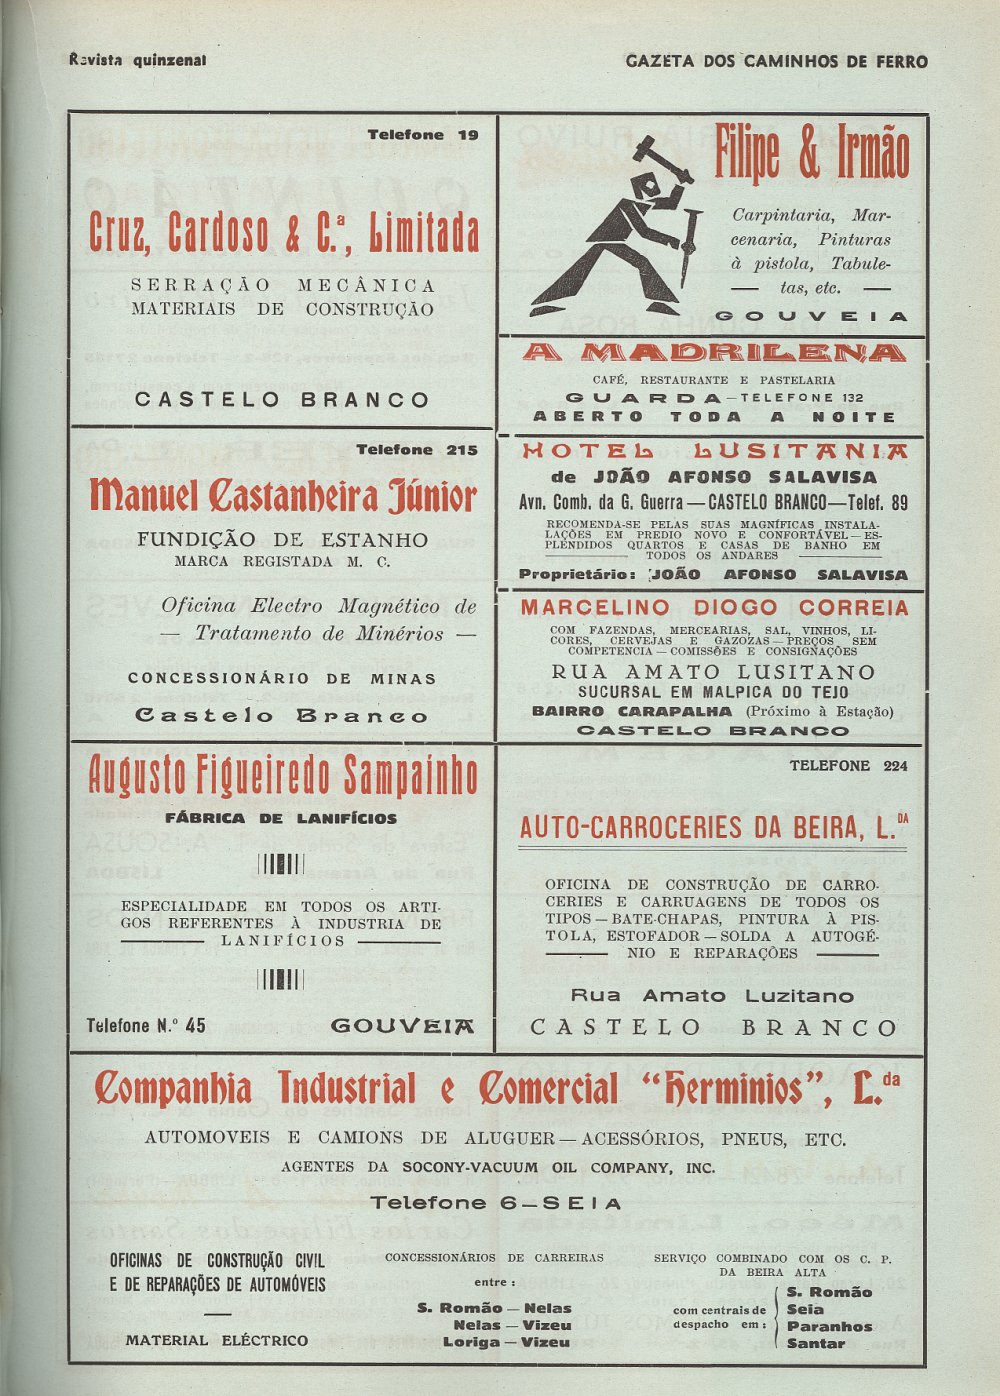 Revista quinzenal
GAZETA DOS CAMINHOS DE FERRO
Telefone 19
Cruz, Cardoso & C.ª, Limitada
SERRAÇÃO MECÂNICA
MATERIAIS DE CONSTRUÇÃO
CASTELO BRANCO
Telefone 215
Manuel Castanheira Júnior
FUNDIÇÃO DE ESTANHO
MARCA REGISTADA M. C.
Oficina Electro Magnético de
— Tratamento de Minérios —
CONCESSIONÁRIO DE MINAS
Castelo Branco
Augusto Figueiredo Sampaínho
FÁBRICA DE LANIFÍCIOS
ESPECIALIDADE EM TODOS OS ARTI-
GOS REFERENTES À INDUSTRIA DE
LANIFÍCIOS
Telefone N.º 45 GOUVEIA
Filipe & Irmão
Carpintaria, Mar-
cenaria, Pinturas
à pistola, Tabule-
— tas, etc. —
GOUVEIA
A MADRILENA
CAFÉ, RESTAURANTE E PASTELARIA
GUARDA—TELEFONE 132
ABERTO TODA A NOITE
HOTEL LUSITANIA
de JOÃO AFONSO SALAVISA
Avn. Comb. da G. Guerra—CASTELO BRANCO—Telef. 89
RECOMENDA-SE PELAS SUAS MAGNÍFICAS INSTALA-
LAÇÕES EM PREDIO NOVO E CONFORTÁVEL—ES-
PLÊNDIDOS QUARTOS E CASAS DE BANHO EM
TODOS OS ANDARES
Proprietário: JOÃO AFONSO SALAVISA
MARCELINO DIOGO CORREIA
COM FAZENDAS, MERCEARIAS, SAL, VINHOS, LI-
CORES, CERVEJAS E GAZOZAS—PREÇOS SEM
COMPETENCIA—COMISSÕES E CONSIGNAÇÕES
RUA AMATO LUSITANO
SUCURSAL EM MALPICA DO TEJO
BAIRRO CARAPALHA (Próximo à Estação)
CASTELO BRANCO
TELEFONE 224
AUTO-CARROCERIES DA BEIRA, L.DA
OFICINA DE CONSTRUÇÃO DE CARRO-
CERIES E CARRUAGENS DE TODOS OS
TIPOS—BATE-CHAPAS, PINTURA À PIS-
TOLA, ESTOFADOR—SOLDA A AUTOGÉ-
NIO E REPARAÇÕES
Rua Amato Luzitano
CASTELO BRANCO
Companhia Industrial e Comercial “Herminios”, L.da
AUTOMOVEIS E CAMIONS DE ALUGUER—ACESSÓRIOS, PNEUS, ETC.
AGENTES DA SOCONY-VACUUM OIL COMPANY, INC.
Telefone 6—SEIA
OFICINAS DE CONSTRUÇÃO CIVIL
E DE REPARAÇÕES DE AUTOMÓVEIS
MATERIAL ELÉCTRICO
CONCESSIONÁRIOS DE CARREIRAS
entre:
S. Romão—Nelas
Nelas—Vizeu
Loriga—Vizeu
SERVIÇO COMBINADO COM OS C. P.
DA BEIRA ALTA
com centrais de
despacho em:
S. Romão
Seia
Paranhos
Santar